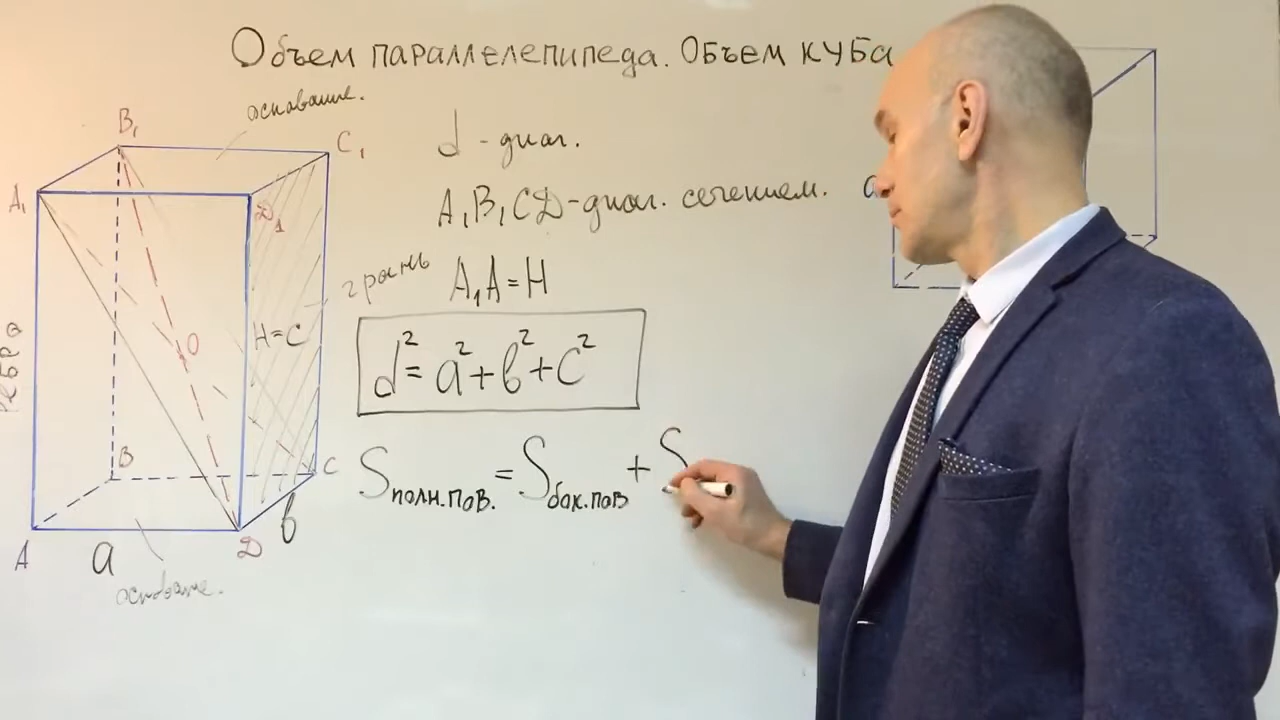 Объем параллелепипеда. Объем куба
основание.
B₁
C₁
A₁
D₁
d - диаг.
A₁B₁CD-диаг. сечением.
a
грань
A₁A=H
H=C
O
ребро
d²=a²+b²+c²
B
C
Sполн.пов. = Sбок.пов + S
A
a
D
b
основание.